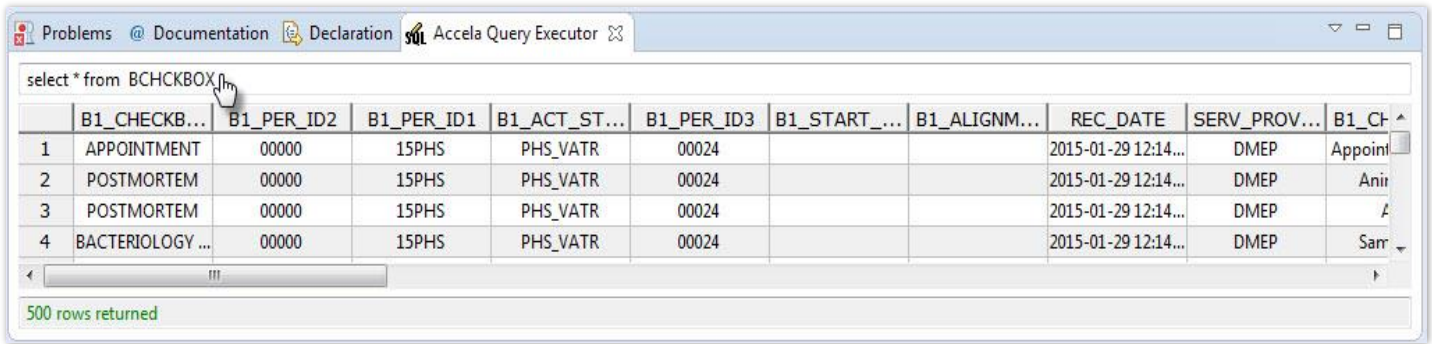 Problems @ Documentation Declaration SQL Accela Query Executor
select * from BCHCKBOX
B1_CHECKB... B1_PER_ID2 B1_PER_ID1 B1_ACT_ST... B1_PER_ID3 B1_START_... B1_ALIGNM... REC_DATE SERV_PROV... B1_CH
1 APPOINTMENT 00000 15PHS PHS_VATR 00024 2015-01-29 12:14... DMEP Appoint
2 POSTMORTEM 00000 15PHS PHS_VATR 00024 2015-01-29 12:14... DMEP Anin
3 POSTMORTEM 00000 15PHS PHS_VATR 00024 2015-01-29 12:14... DMEP A
4 BACTERIOLOGY ... 00000 15PHS PHS_VATR 00024 2015-01-29 12:14... DMEP Sam
500 rows returned